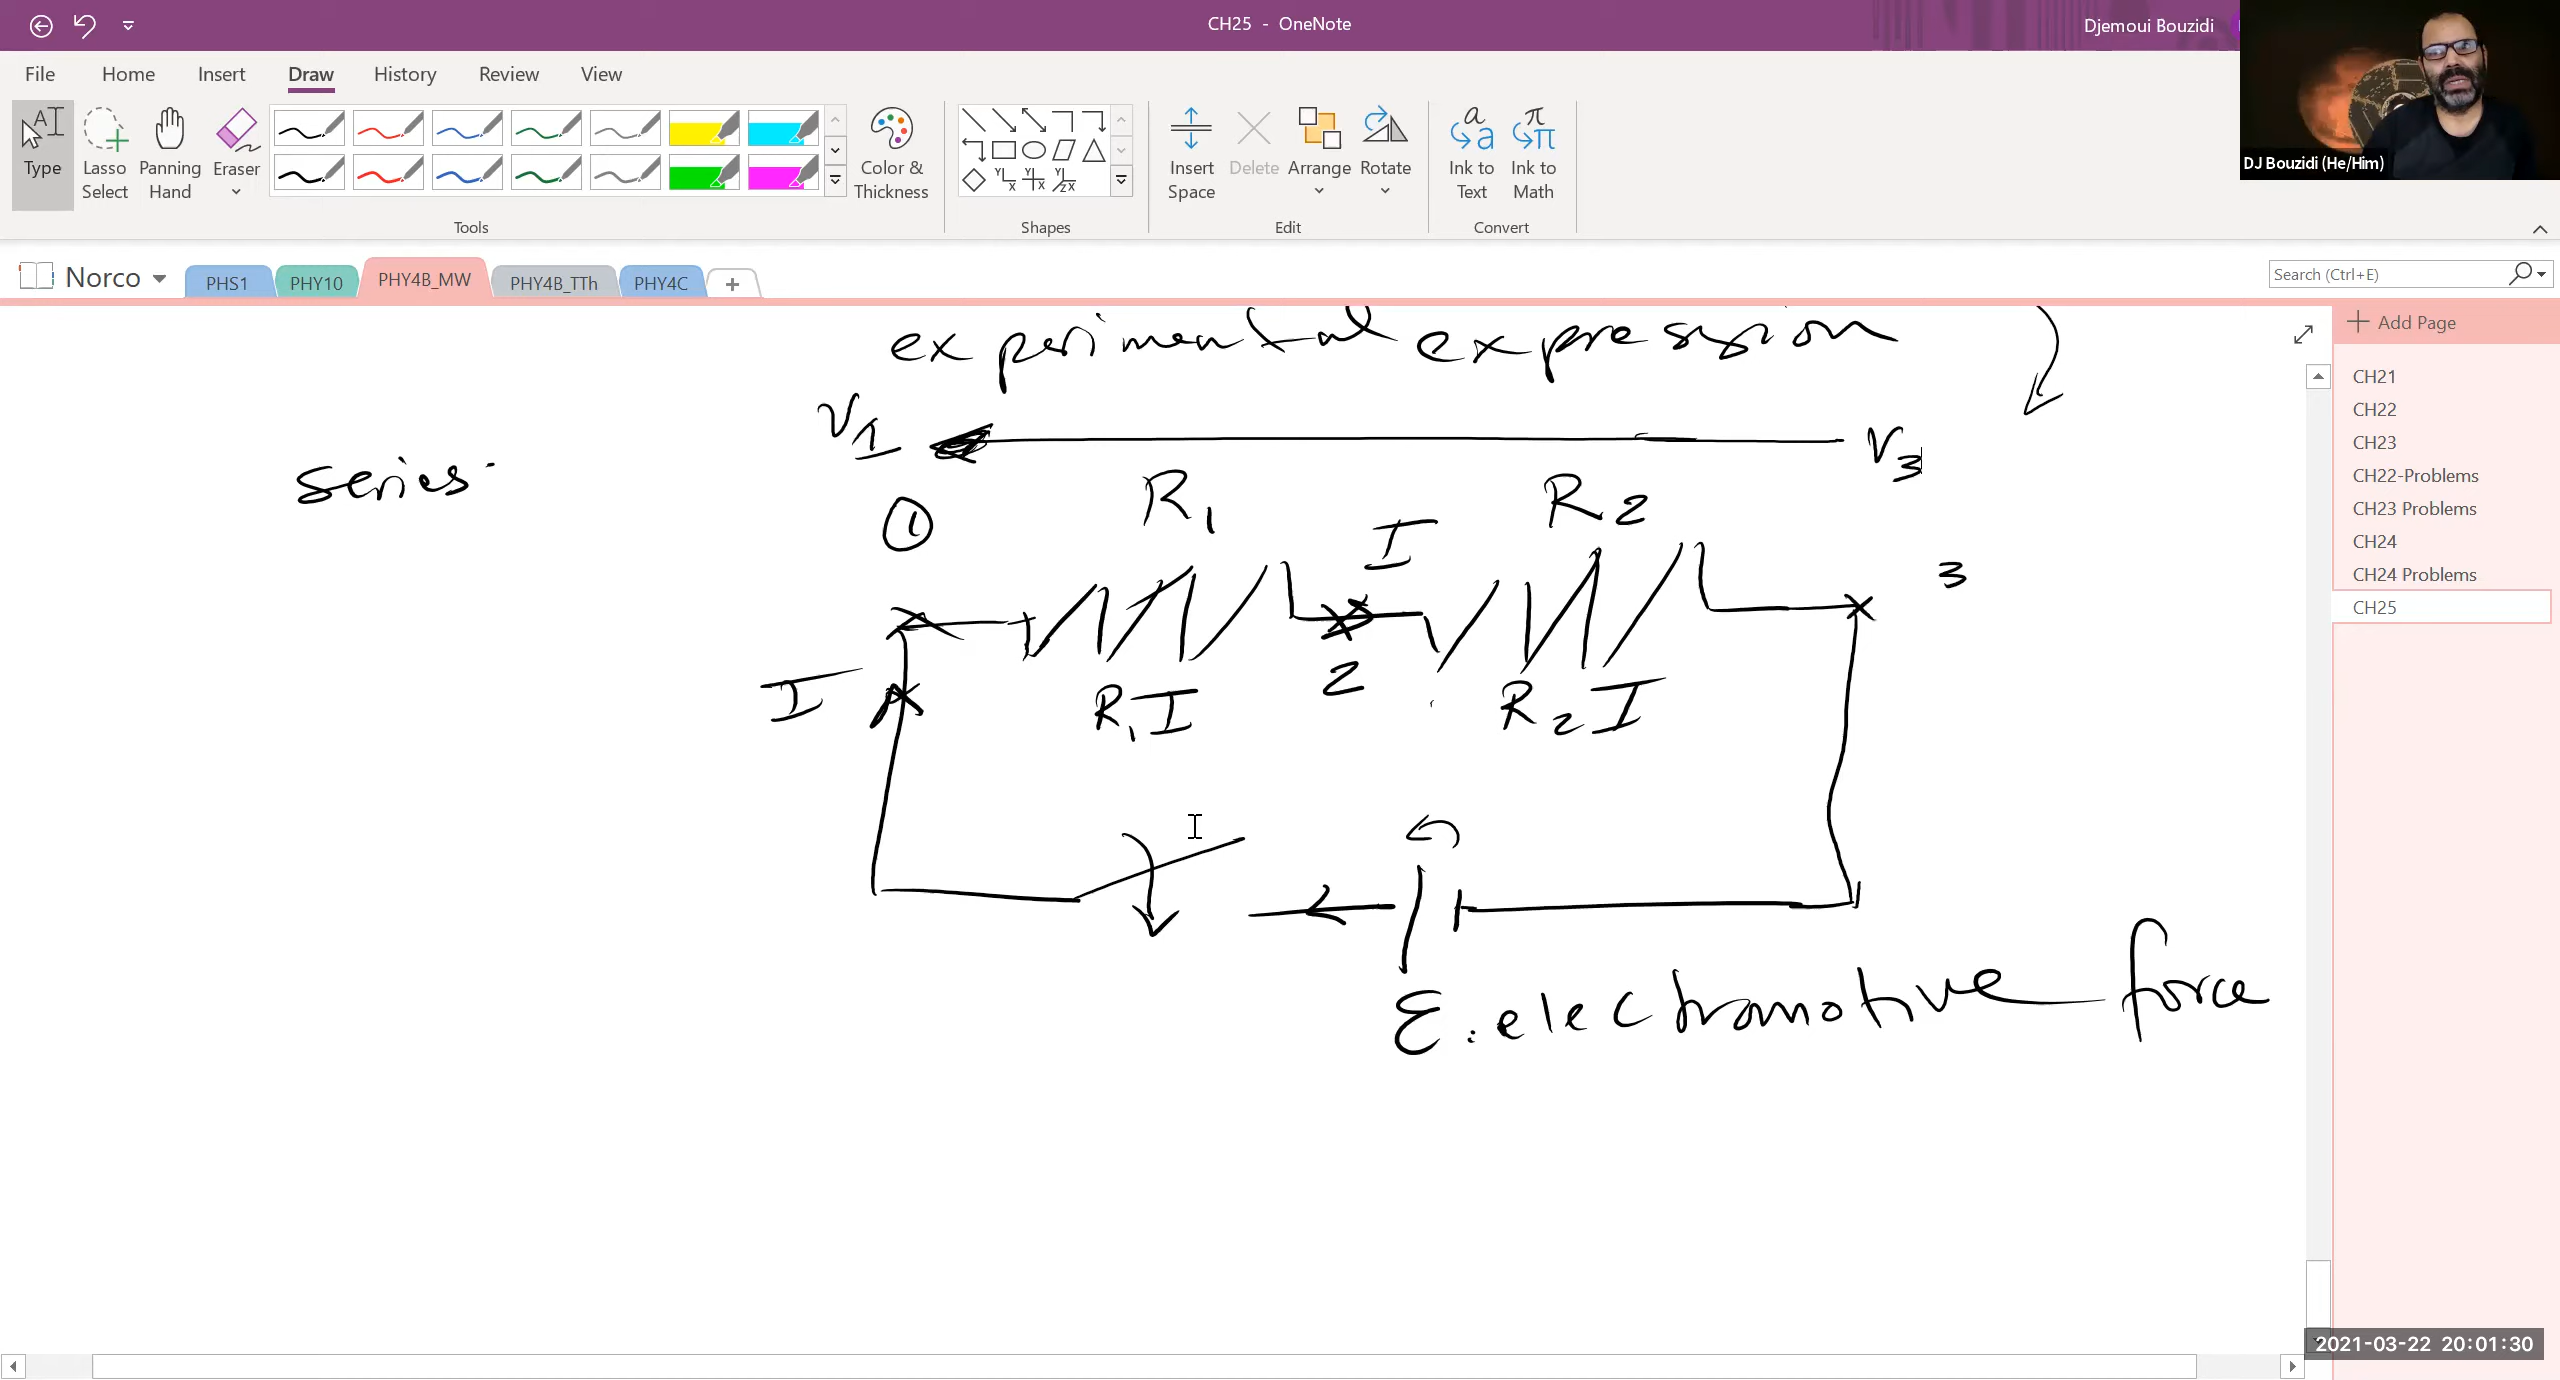 CH25 - OneNote
Djemoui Bouzidi
File Home Insert Draw History Review View
Type
Lasso Select
Panning Hand
Eraser
Color & Thickness
Insert Space
Delete
Arrange
Rotate
Ink to Text
Ink to Math
Tools
Shapes
Edit
Convert
DJ Bouzidi (He/Him)
Norco
PHS1 PHY10 PHY4B_MW PHY4B_TTh PHY4C +
Search (Ctrl+E)
Add Page
CH21
CH22
CH23
CH22-Problems
CH23 Problems
CH24
CH24 Problems
CH25
experimental expression
V1 V3
series
1 R1 I R2 3
I R1I 2 R2I
ε: electromotive force
2021-03-22 20:01:30